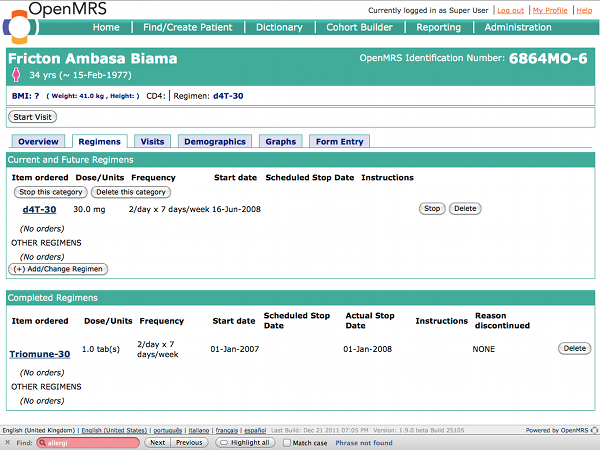 OpenMRS
Currently logged in as Super User | Log out | My Profile | Help
Home | Find/Create Patient | Dictionary | Cohort Builder | Reporting | Administration
Fricton Ambasa Biama
OpenMRS Identification Number: 6864MO-6
34 yrs (~ 15-Feb-1977)
BMI: ? ( Weight: 41.0 kg , Height: ) CD4: | Regimen: d4T-30
Start Visit
Overview Regimens Visits Demographics Graphs Form Entry
Current and Future Regimens
Item ordered Dose/Units Frequency Start date Scheduled Stop Date Instructions
Stop this category Delete this category
d4T-30 30.0 mg 2/day x 7 days/week 16-Jun-2008 Stop Delete
(No orders)
OTHER REGIMENS
(No orders)
(+) Add/Change Regimen
Completed Regimens
Item ordered Dose/Units Frequency Start date Scheduled Stop Date Actual Stop Date Instructions Reason discontinued
Triomune-30 1.0 tab(s) 2/day x 7 days/week 01-Jan-2007 01-Jan-2008 NONE Delete
(No orders)
OTHER REGIMENS
(No orders)
English (United Kingdom) | English (United States) | português | italiano | français | español Last Build: Dec 21 2011 07:05 PM Version: 1.9.0 beta Build 25105 Powered by OpenMRS
Find: allergi Next Previous Highlight all Match case Phrase not found